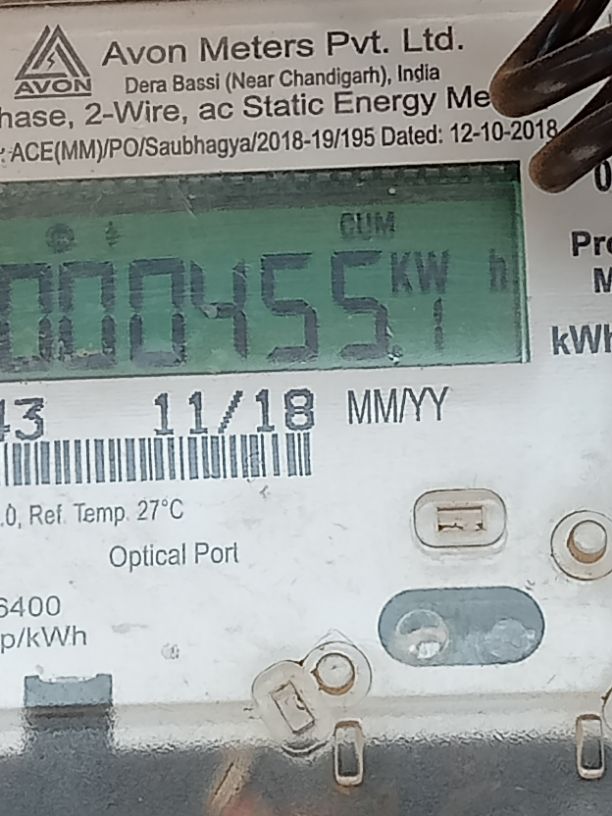 Avon Meters Pvt. Ltd.
AVON
Dera Bassi (Near Chandigarh), India
hase, 2-Wire, ac Static Energy Me
: ACE(MM)/PO/Saubhagya/2018-19/195 Dated: 12-10-2018
CUM
000455.1 KW h
Pr
M
kWh
43 11/18 MM/YY
.0, Ref. Temp. 27°C
Optical Port
6400
p/kWh